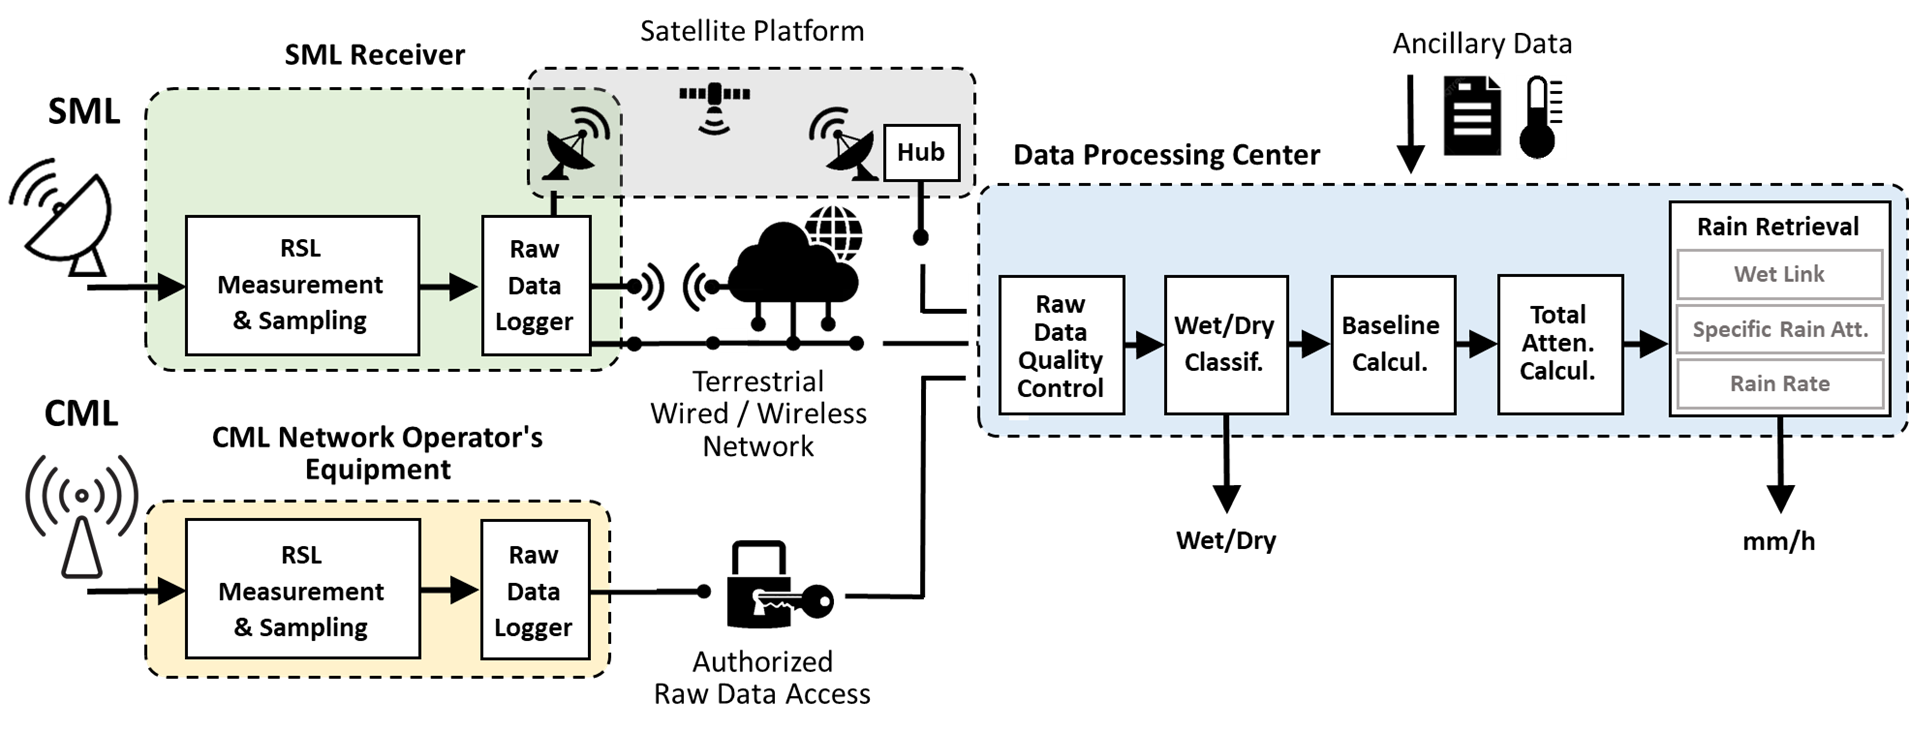 Satellite Platform
SML Receiver
SML
Hub
RSL
Measurement
& Sampling
Raw
Data
Logger
Terrestrial
Wired / Wireless
Network
CML
CML Network Operator's
Equipment
RSL
Measurement
& Sampling
Raw
Data
Logger
Authorized
Raw Data Access
Ancillary Data
Data Processing Center
Raw
Data
Quality
Control
Wet/Dry
Classif.
Baseline
Calcul.
Total
Atten.
Calcul.
Rain Retrieval
Wet Link
Specific Rain Att.
Rain Rate
Wet/Dry
mm/h